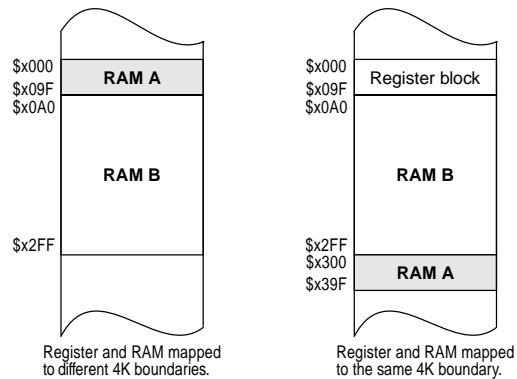 $x000
RAM A
$x09F
$x0A0
RAM B
$x2FF
Register and RAM mapped
to different 4K boundaries.
$x000
Register block
$x09F
$x0A0
RAM B
$x2FF
$x300
RAM A
$x39F
Register and RAM mapped
to the same 4K boundary.